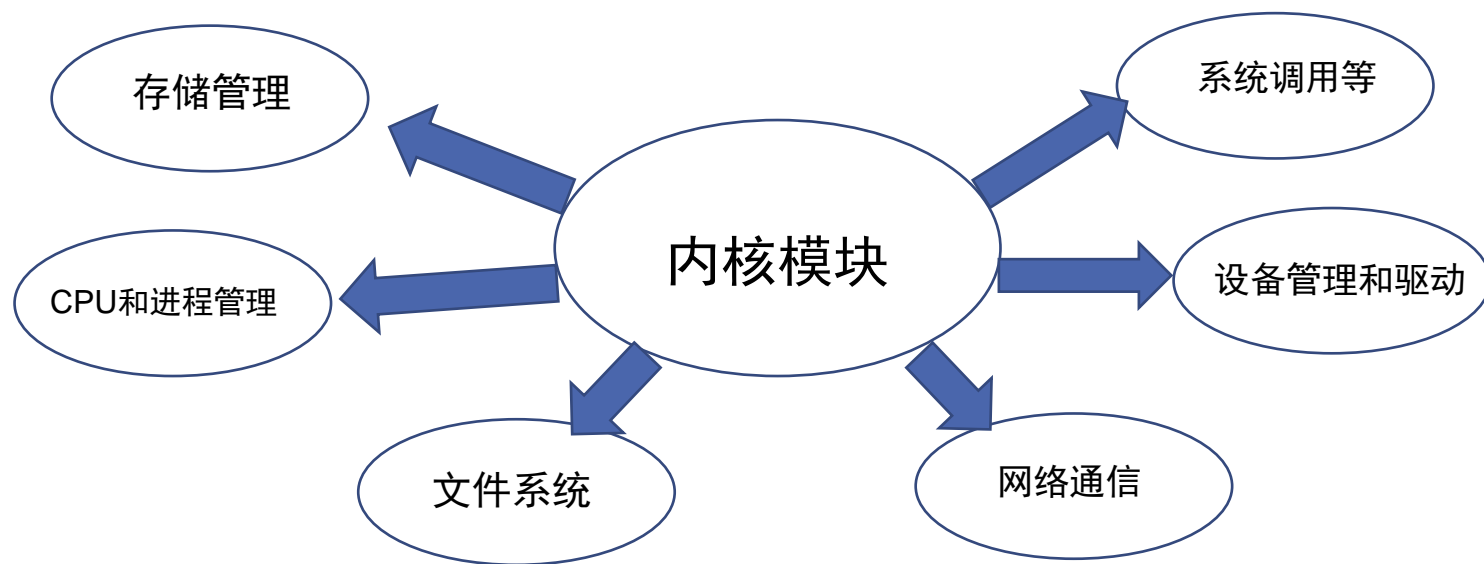 存储管理
系统调用等
内核模块
CPU和进程管理
设备管理和驱动
文件系统
网络通信